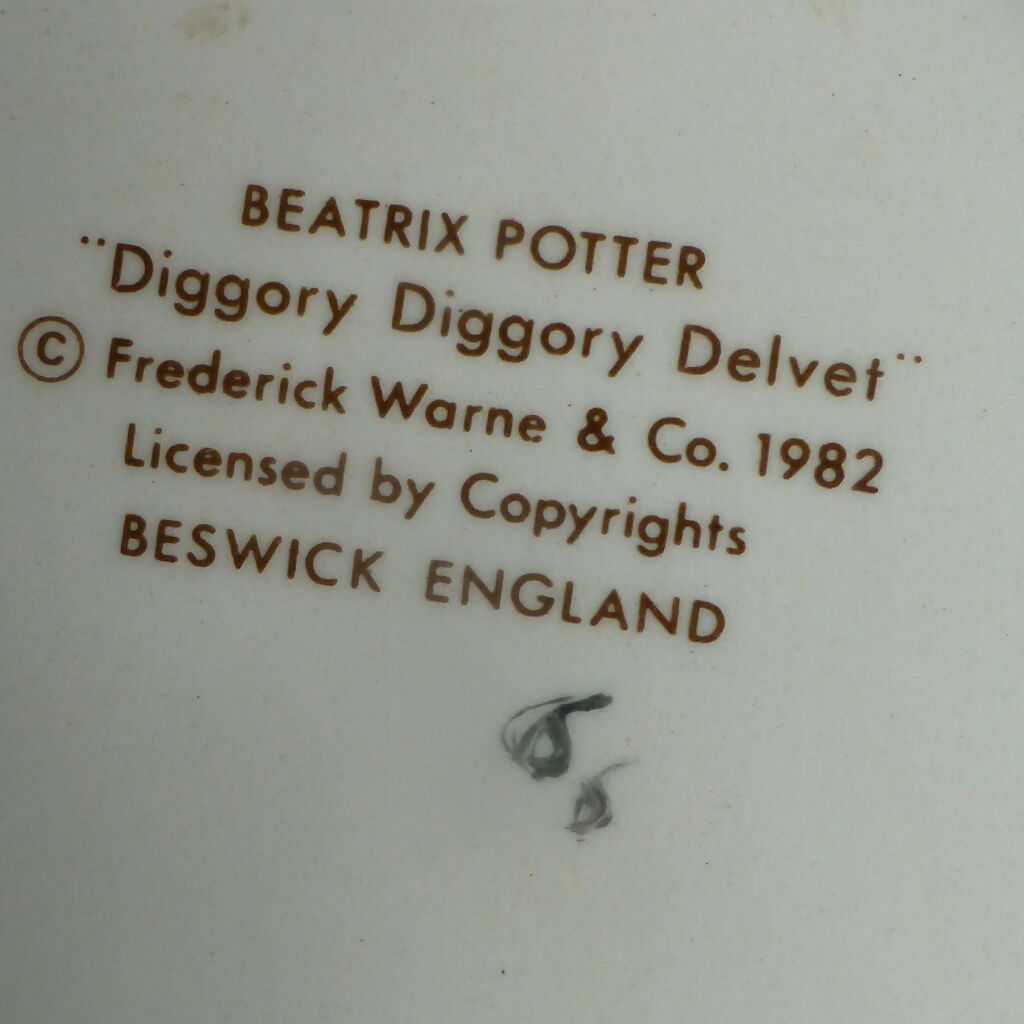 BEATRIX POTTER
¨Diggory Diggory Delvet¨
© Frederick Warne & Co. 1982
Licensed by Copyrights
BESWICK ENGLAND